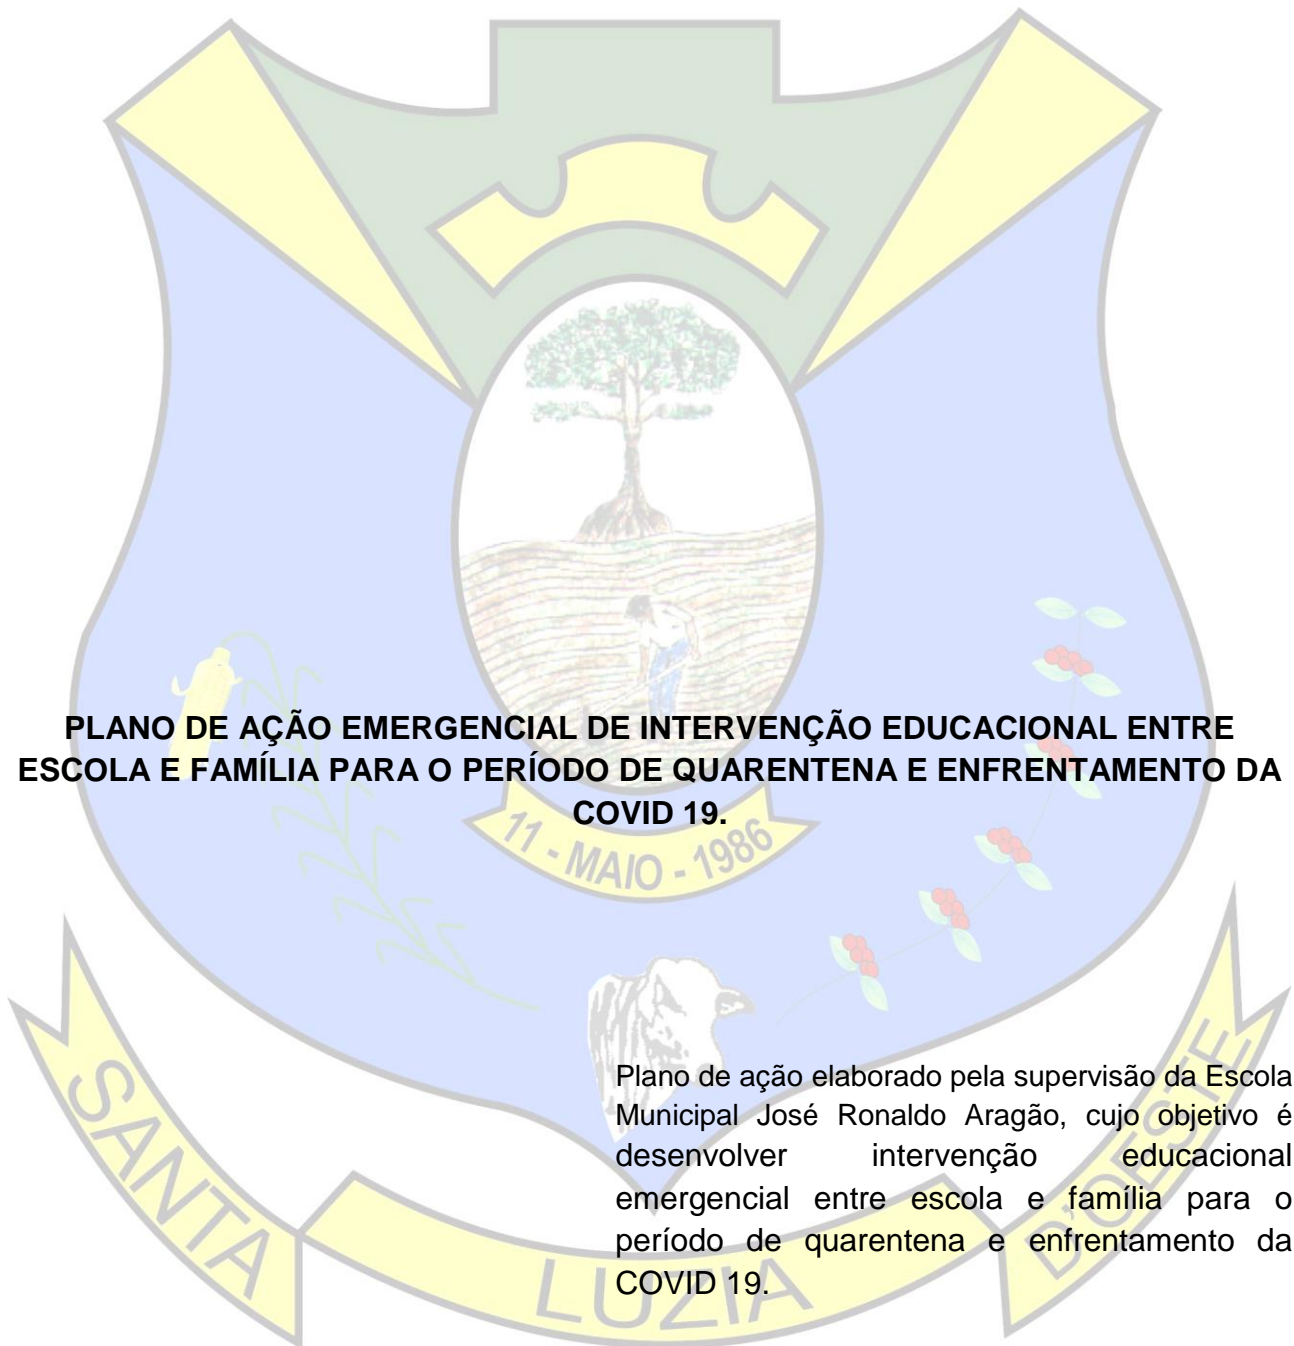 PLANO DE AÇÃO EMERGENCIAL DE INTERVENÇÃO EDUCACIONAL ENTRE
ESCOLA E FAMÍLIA PARA O PERÍODO DE QUARENTENA E ENFRENTAMENTO DA
COVID 19.
11 - MAIO - 1986
Plano de ação elaborado pela supervisão da Escola
Municipal José Ronaldo Aragão, cujo objetivo é
desenvolver intervenção educacional
emergencial entre escola e família para o
período de quarentena e enfrentamento da
COVID 19.
SANTA
LUZIA
D'OESTE